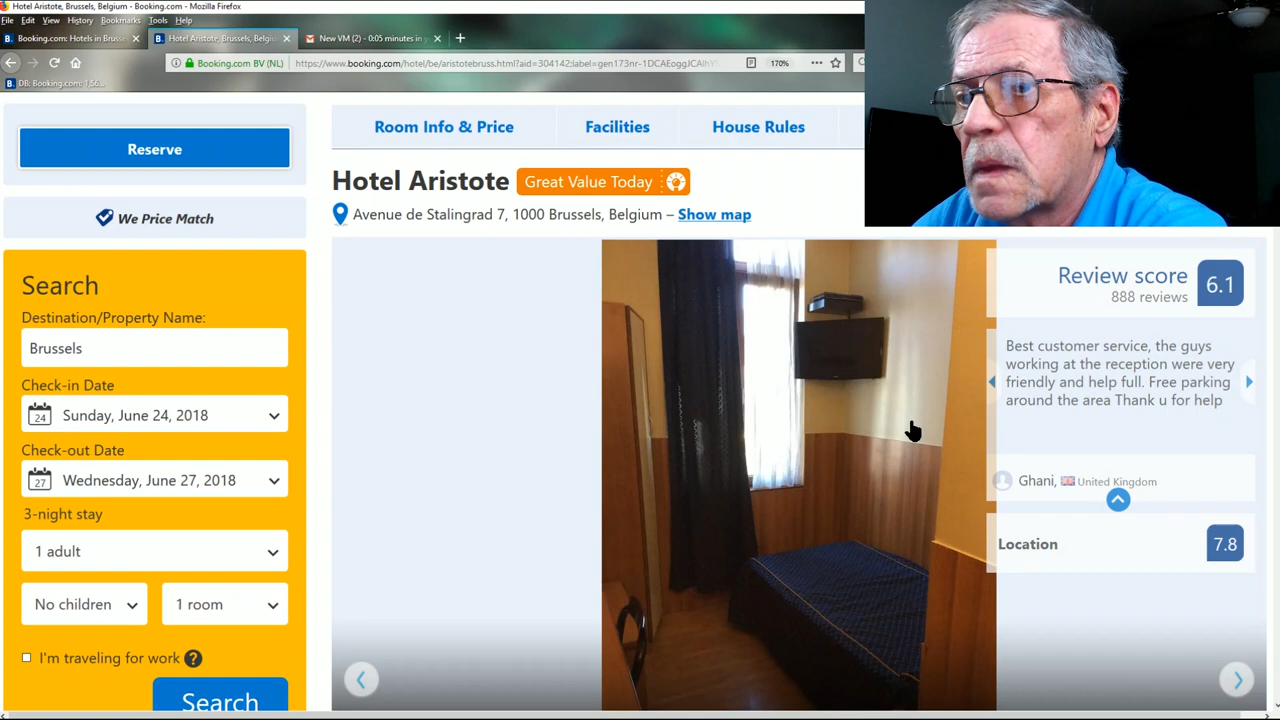 Hotel Aristote, Brussels, Belgium - Booking.com - Mozilla Firefox
File Edit View History Bookmarks Tools Help
Booking.com: Hotels in Brusse
Hotel Aristote, Brussels, Belgiu
New VM (2) - 0:05 minutes in y
Booking.com BV (NL)
170%
DB: Booking.com: 1,56
Reserve
We Price Match
Room Info & Price
Facilities
House Rules
Hotel Aristote
Great Value Today
Avenue de Stalingrad 7, 1000 Brussels, Belgium – Show map
Search
Destination/Property Name:
Brussels
Check-in Date
24
Sunday, June 24, 2018
Check-out Date
27
Wednesday, June 27, 2018
3-night stay
1 adult
No children
1 room
I'm traveling for work ?
Search
Review score
888 reviews
6.1
Best customer service, the guys
working at the reception were very
friendly and help full. Free parking
around the area Thank u for help
Ghani, United Kingdom
Location
7.8